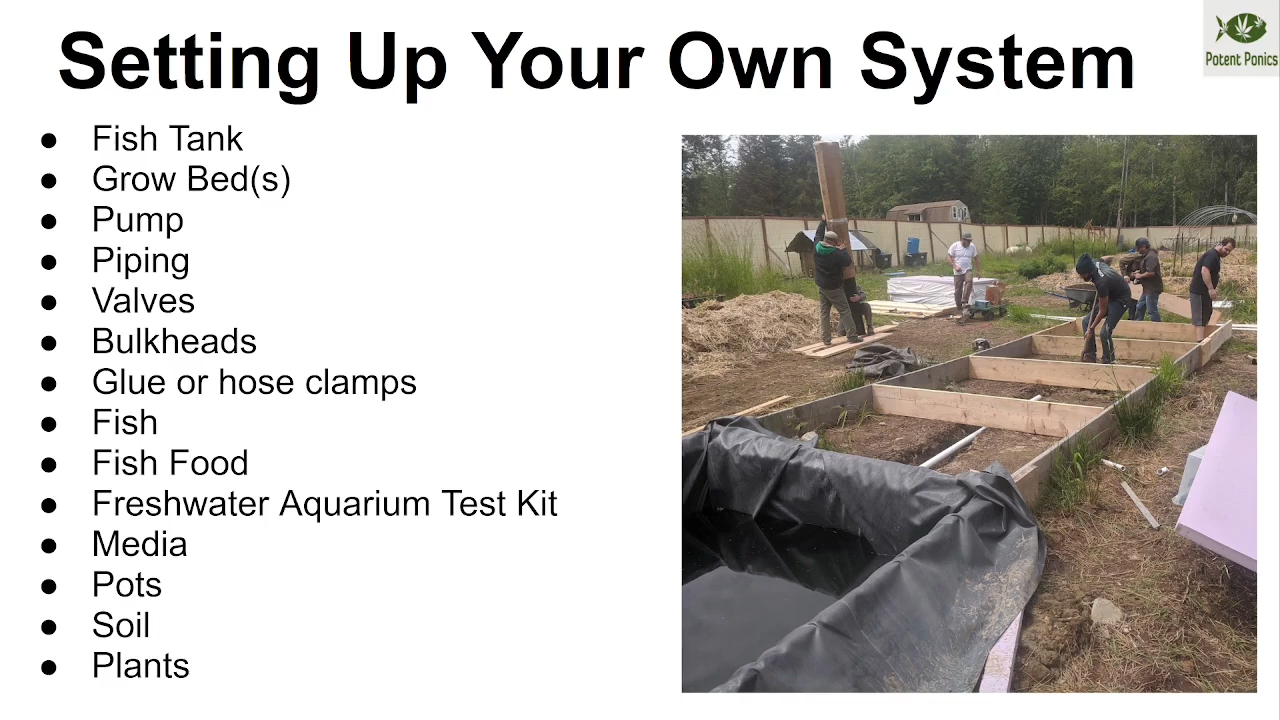 Setting Up Your Own System
Potent Ponics
● Fish Tank
● Grow Bed(s)
● Pump
● Piping
● Valves
● Bulkheads
● Glue or hose clamps
● Fish
● Fish Food
● Freshwater Aquarium Test Kit
● Media
● Pots
● Soil
● Plants